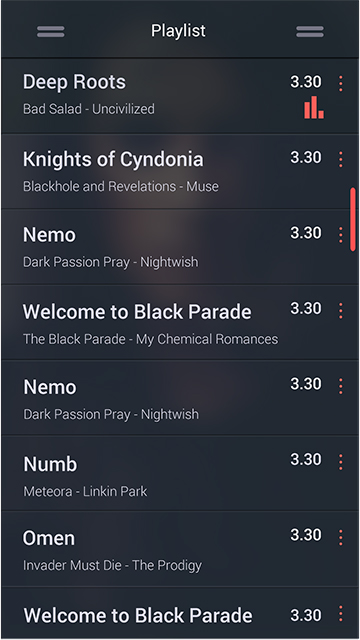 Playlist
Deep Roots 3.30
Bad Salad - Uncivilized
Knights of Cyndonia 3.30
Blackhole and Revelations - Muse
Nemo 3.30
Dark Passion Pray - Nightwish
Welcome to Black Parade 3.30
The Black Parade - My Chemical Romances
Nemo 3.30
Dark Passion Pray - Nightwish
Numb 3.30
Meteora - Linkin Park
Omen 3.30
Invader Must Die - The Prodigy
Welcome to Black Parade 3.30